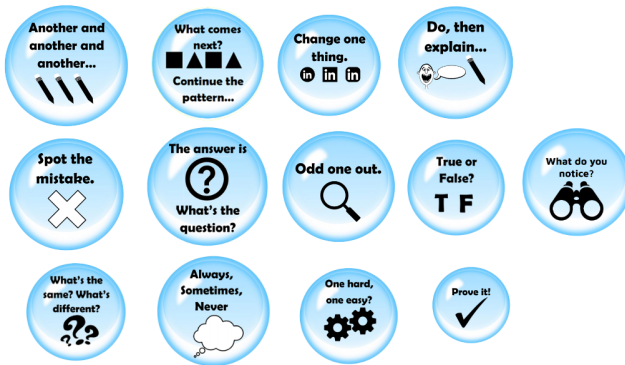 Another and
another and
another...
What comes
next?
Continue the
pattern...
Change one
thing.
in in in
Do, then
explain...
Spot the
mistake.
The answer is
?
What's the
question?
Odd one out.
True or
False?
T F
What do you
notice?
What's the
same? What's
different?
???
Always,
Sometimes,
Never
One hard,
one easy?
Prove it!